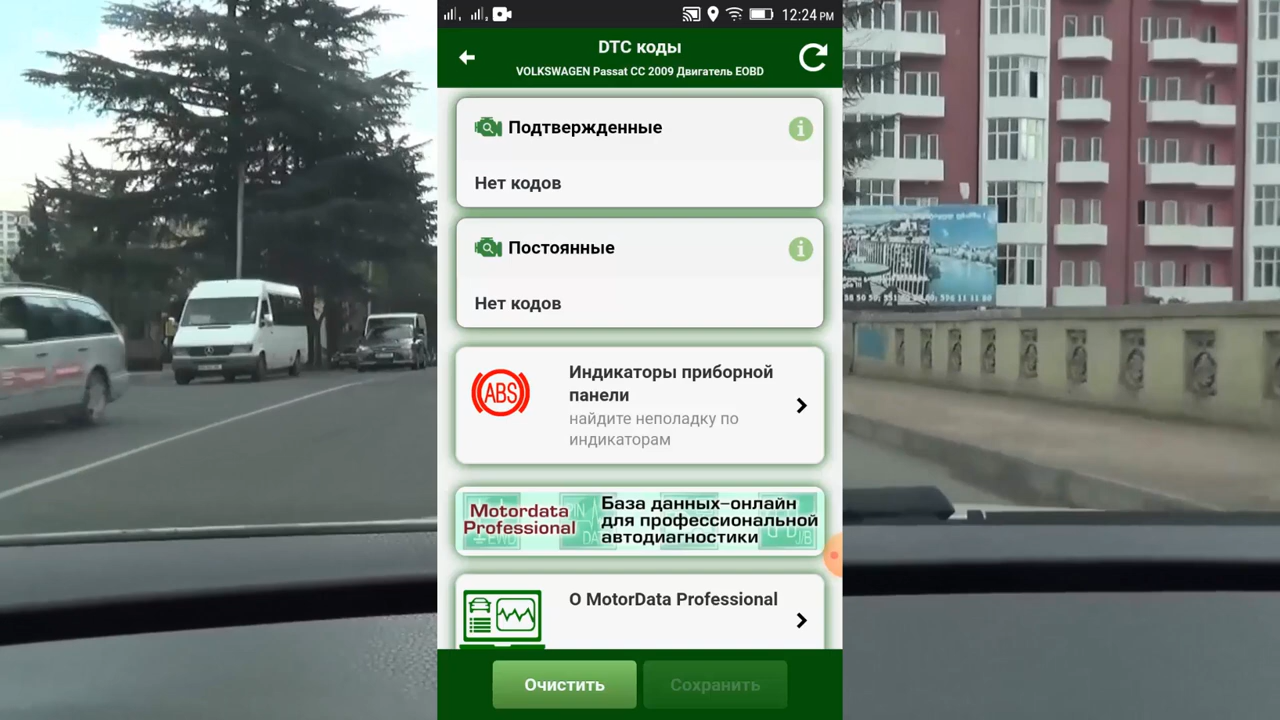 12:24 PM
DTC коды
VOLKSWAGEN Passat CC 2009 Двигатель EOBD
Подтвержденные
Нет кодов
Постоянные
Нет кодов
ABS
Индикаторы приборной
панели
найдите неполадку по
индикаторам
Motordata
Professional
База данных-онлайн
для профессиональной
автодиагностики
О MotorData Professional
Очистить
Сохранить